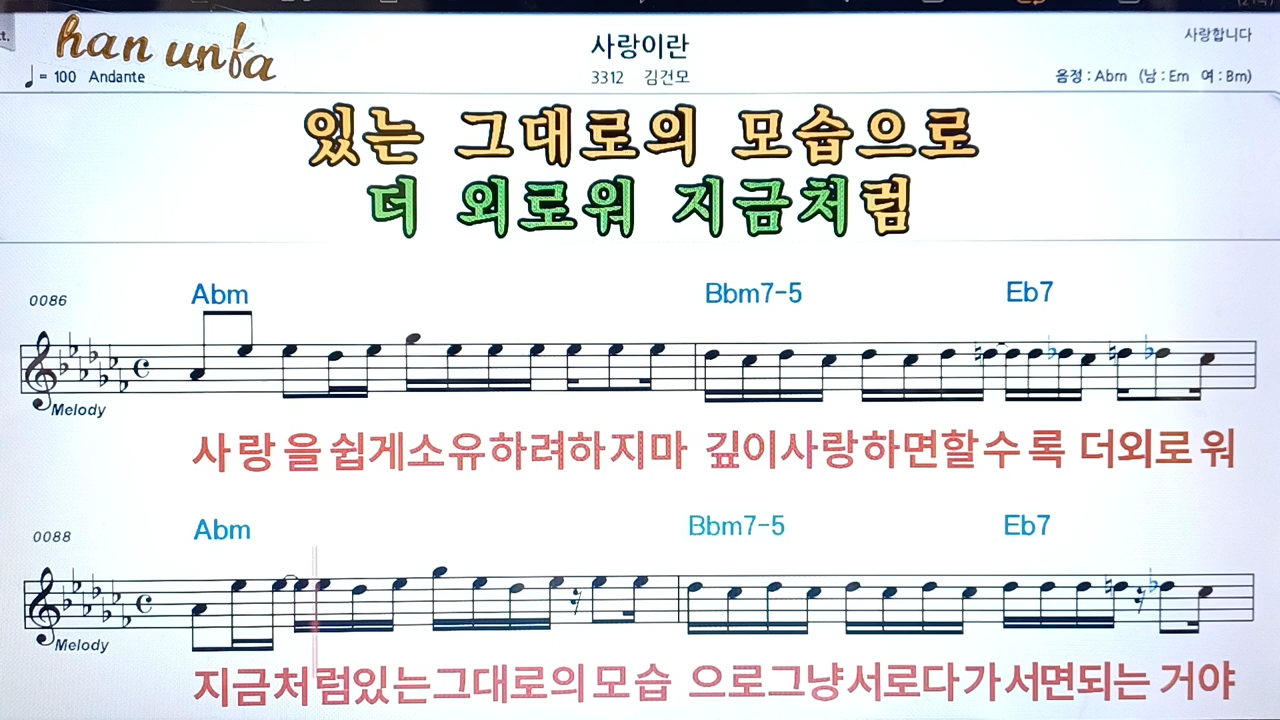 han unfa
사랑이란
사랑합니다
♩= 100 Andante
3312 김건모
음정 : Abm (남 : Em 여 : Bm)
있는 그대로의 모습으로
더 외로워 지금처럼
0086
Abm Bbm7-5 Eb7
Melody
사랑을쉽게소유하려하지마 깊이사랑하면할수록 더외로워
0088
Abm Bbm7-5 Eb7
Melody
지금처럼있는그대로의모습 으로그냥서로다가서면되는 거야